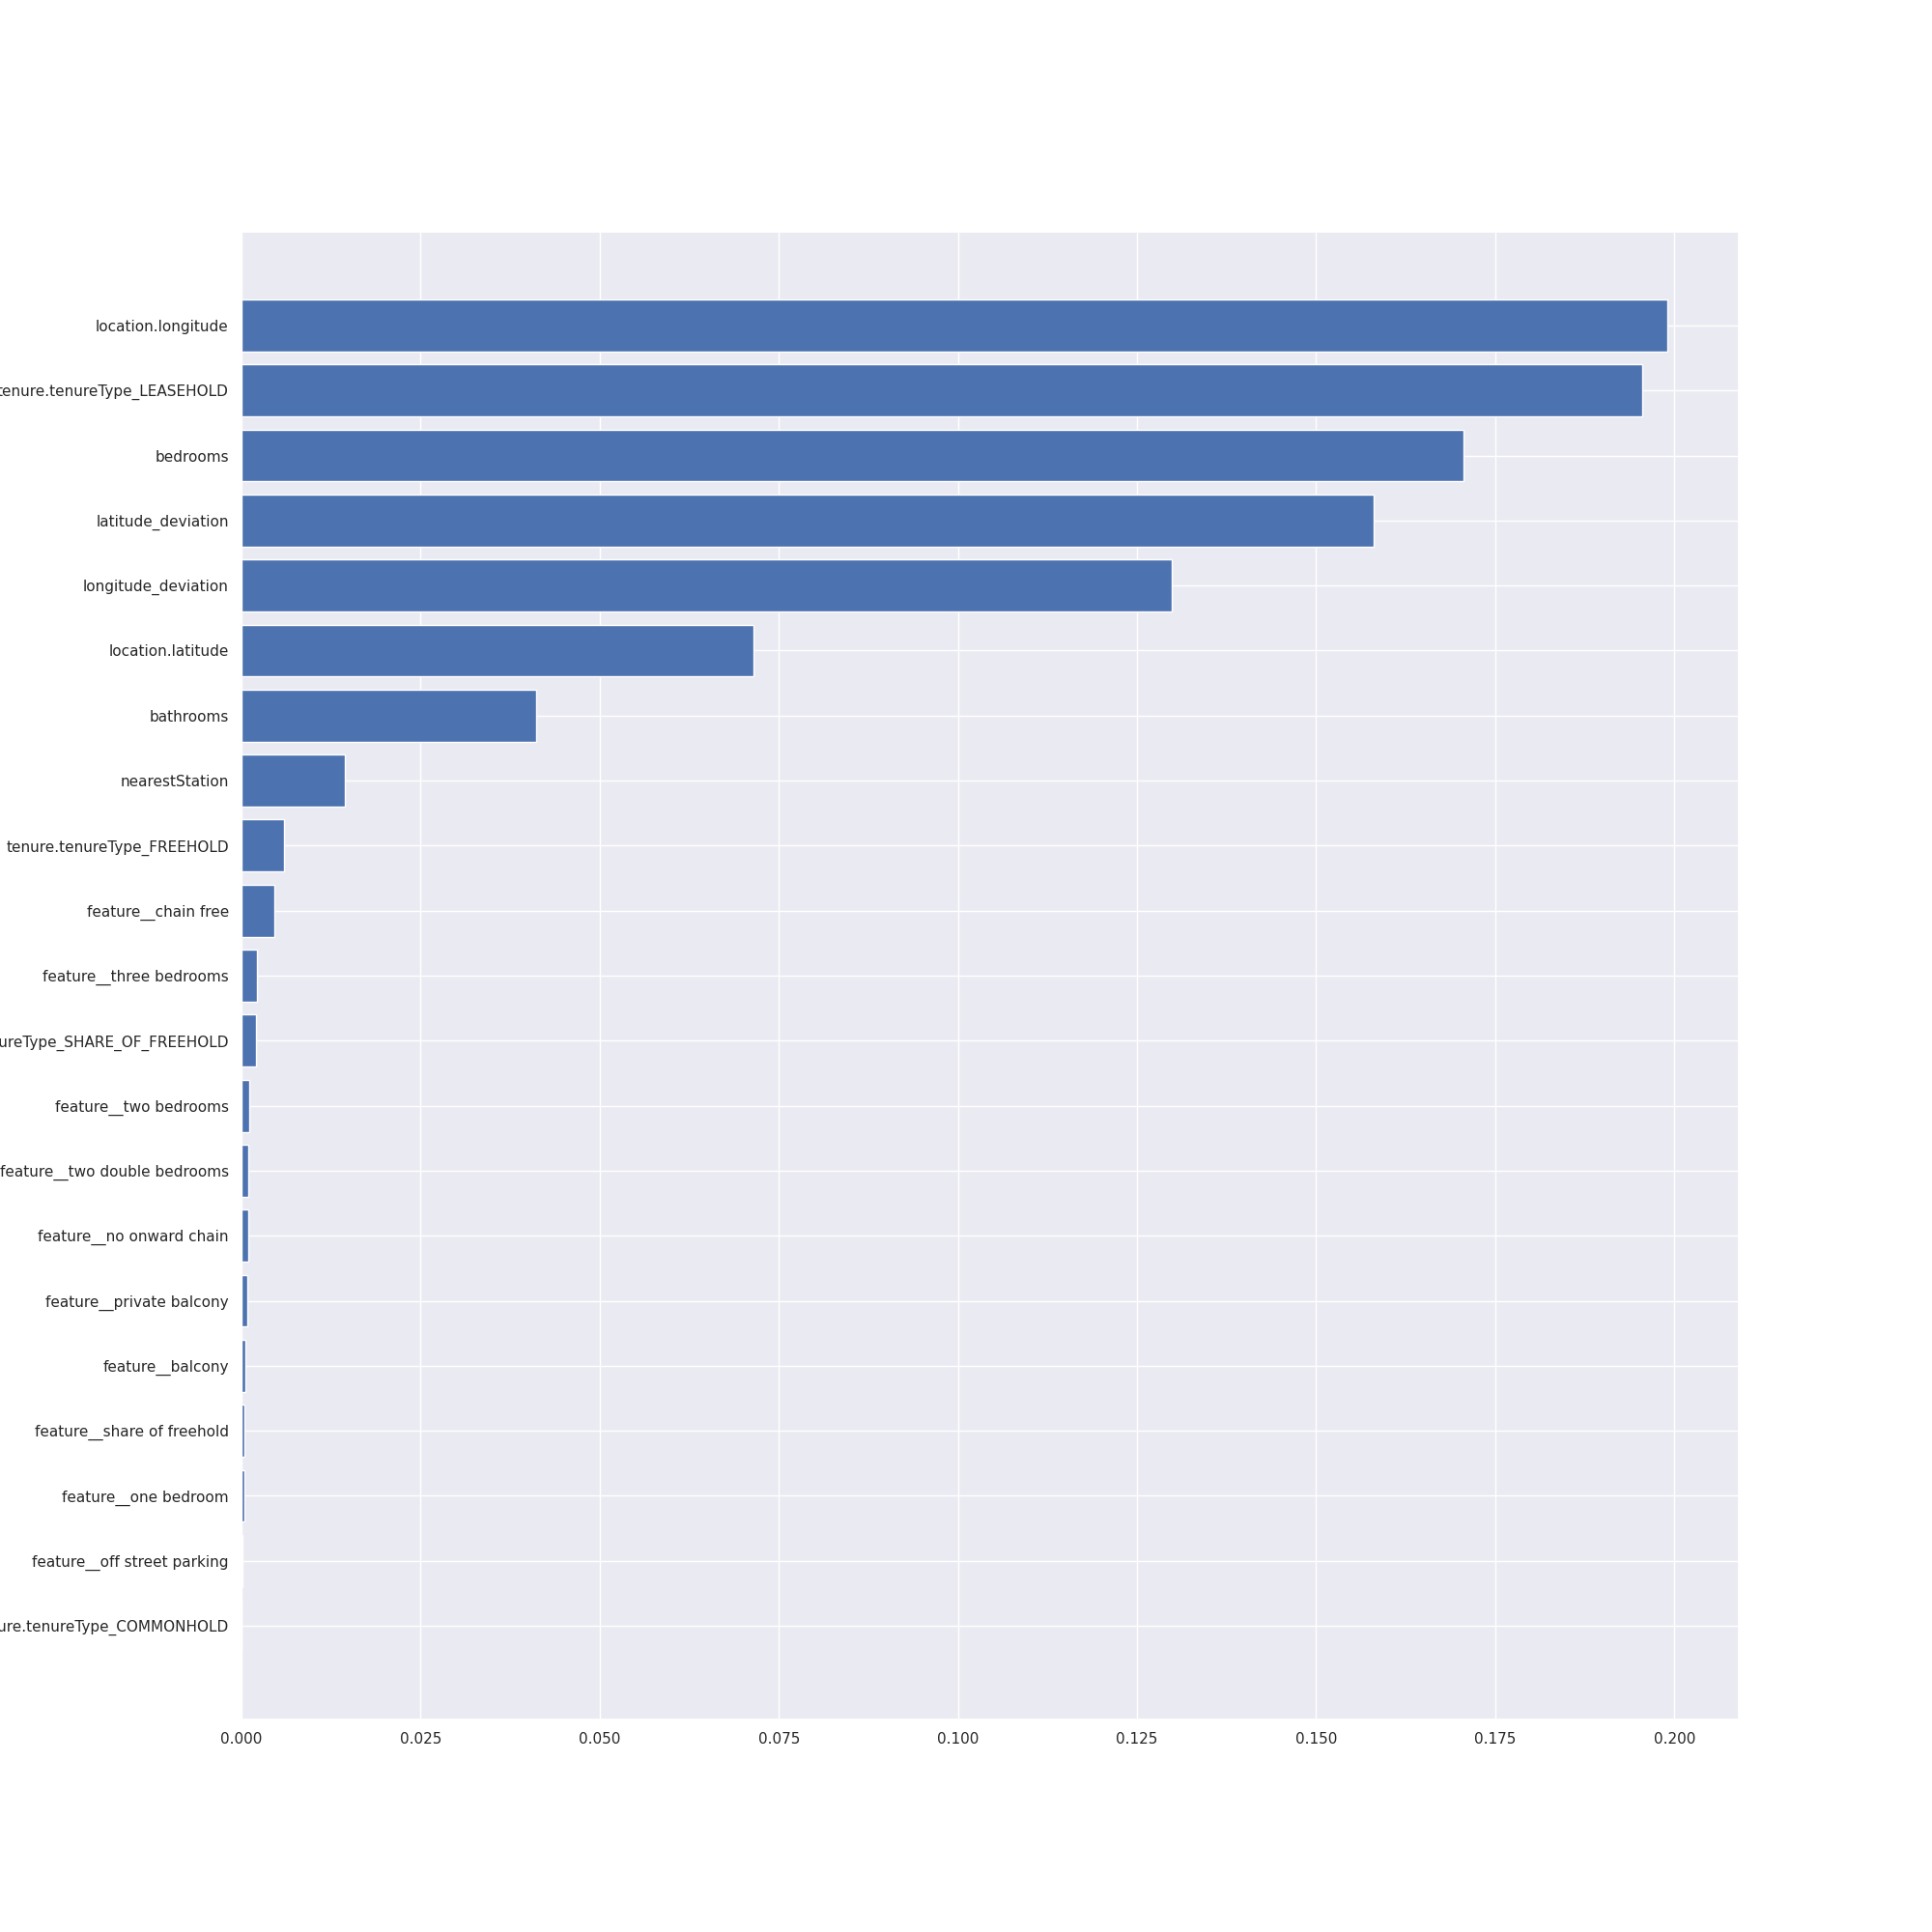 location.longitude
tenure.tenureType_LEASEHOLD
bedrooms
latitude_deviation
longitude_deviation
location.latitude
bathrooms
nearestStation
tenure.tenureType_FREEHOLD
feature__chain free
feature__three bedrooms
ureType_SHARE_OF_FREEHOLD
feature__two bedrooms
feature__two double bedrooms
feature__no onward chain
feature__private balcony
feature__balcony
feature__share of freehold
feature__one bedroom
feature__off street parking
ure.tenureType_COMMONHOLD
0.000 0.025 0.050 0.075 0.100 0.125 0.150 0.175 0.200